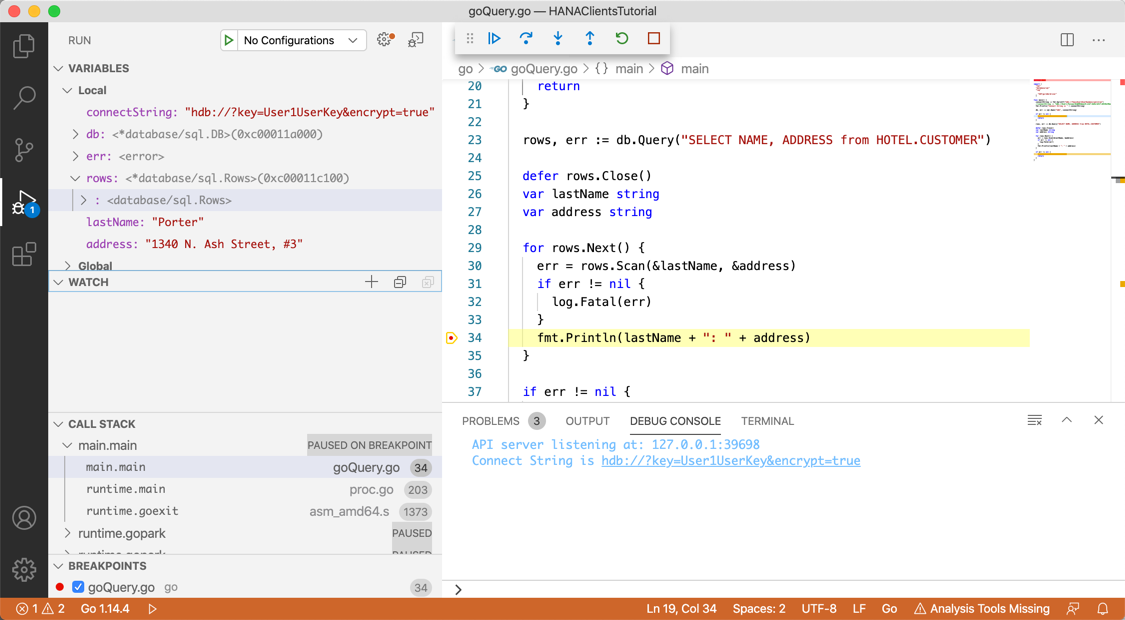 goQuery.go — HANAClientsTutorial
RUN
No Configurations
VARIABLES
Local
connectString: "hdb://?key=User1UserKey&encrypt=true"
db: <*database/sql.DB>(0xc00011a000)
err: <error>
rows: <*database/sql.Rows>(0xc00011c100)
: <database/sql.Rows>
lastName: "Porter"
address: "1340 N. Ash Street, #3"
Global
WATCH
CALL STACK
main.main PAUSED ON BREAKPOINT
main.main goQuery.go 34
runtime.main proc.go 203
runtime.goexit asm_amd64.s 1373
runtime.gopark PAUSED
runtime.gopark PAUSED
BREAKPOINTS
goQuery.go go 34
1
go > GO goQuery.go > {} main > main
20 return
21 }
22
23 rows, err := db.Query("SELECT NAME, ADDRESS from HOTEL.CUSTOMER")
24
25 defer rows.Close()
26 var lastName string
27 var address string
28
29 for rows.Next() {
30 err = rows.Scan(&lastName, &address)
31 if err != nil {
32 log.Fatal(err)
33 }
34 fmt.Println(lastName + ": " + address)
35 }
36
37 if err != nil {
PROBLEMS 3 OUTPUT DEBUG CONSOLE TERMINAL
API server listening at: 127.0.0.1:39698
Connect String is hdb://?key=User1UserKey&encrypt=true
>
1 2 Go 1.14.4 Ln 19, Col 34 Spaces: 2 UTF-8 LF Go Analysis Tools Missing